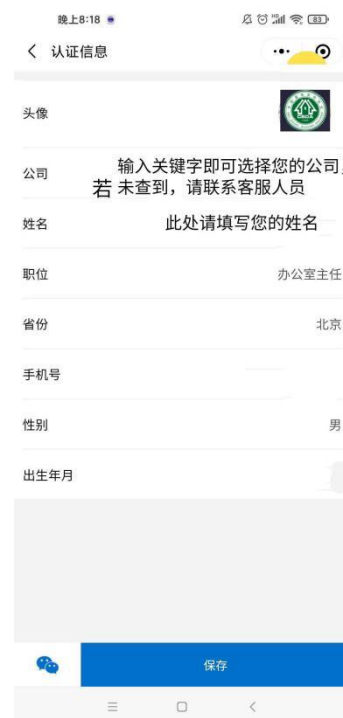 晚上8:18
83
认证信息
头像
公司
输入关键字即可选择您的公司,
若未查到，请联系客服人员
姓名
此处请填写您的姓名
职位
办公室主任
省份
北京
手机号
性别
男
出生年月
保存